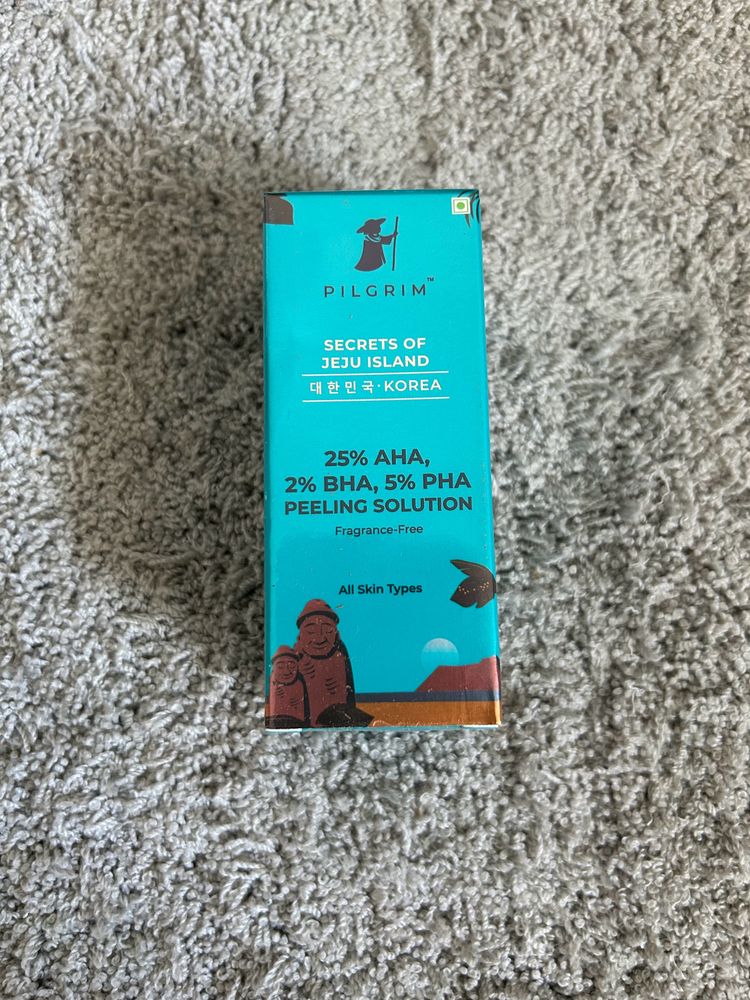 PILGRIM™
SECRETS OF
JEJU ISLAND
대한민국·KOREA
25% AHA,
2% BHA, 5% PHA
PEELING SOLUTION
Fragrance-Free
All Skin Types